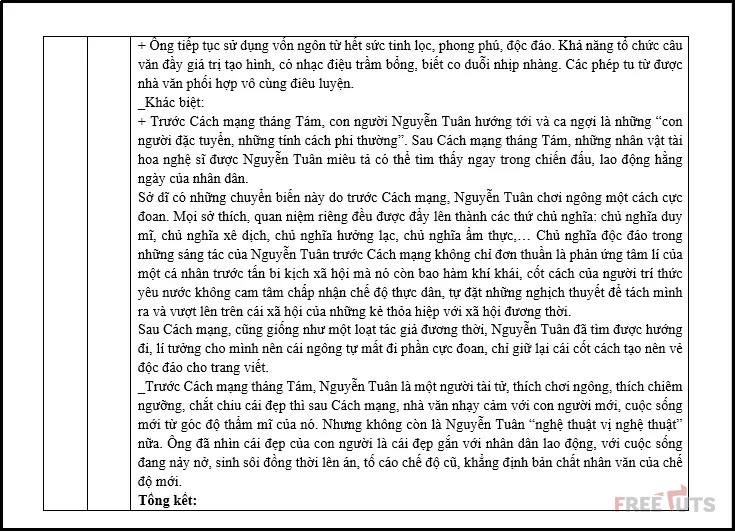 + Ông tiếp tục sử dụng vốn ngôn từ hết sức tinh lọc, phong phú, độc đáo. Khả năng tổ chức câu
văn đầy giá trị tạo hình, có nhạc điệu trầm bổng, biết co duỗi nhịp nhàng. Các phép tu từ được
nhà văn phối hợp vô cùng điêu luyện.
_Khác biệt:
+ Trước Cách mạng tháng Tám, con người Nguyễn Tuân hướng tới và ca ngợi là những “con
người đặc tuyển, những tính cách phi thường”. Sau Cách mạng tháng Tám, những nhân vật tài
hoa nghệ sĩ được Nguyễn Tuân miêu tả có thể tìm thấy ngay trong chiến đấu, lao động hằng
ngày của nhân dân.
Sở dĩ có những chuyển biến này do trước Cách mạng, Nguyễn Tuân chơi ngông một cách cực
đoan. Mọi sở thích, quan niệm riêng đều được đẩy lên thành các thứ chủ nghĩa: chủ nghĩa duy
mĩ, chủ nghĩa xê dịch, chủ nghĩa hưởng lạc, chủ nghĩa ẩm thực,… Chủ nghĩa độc đáo trong
những sáng tác của Nguyễn Tuân trước Cách mạng không chỉ đơn thuần là phản ứng tâm lí của
một cá nhân trước tấn bi kịch xã hội mà nó còn bao hàm khí khái, cốt cách của người trí thức
yêu nước không cam tâm chấp nhận chế độ thực dân, tự đặt những nghịch thuyết để tách mình
ra và vượt lên trên cái xã hội của những kẻ thỏa hiệp với xã hội đương thời.
Sau Cách mạng, cũng giống như một loạt tác giả đương thời, Nguyễn Tuân đã tìm được hướng
đi, lí tưởng cho mình nên cái ngông tự mất đi phần cực đoan, chỉ giữ lại cái cốt cách tạo nên vẻ
độc đáo cho trang viết.
_Trước Cách mạng tháng Tám, Nguyễn Tuân là một người tài tử, thích chơi ngông, thích chiêm
ngưỡng, chắt chiu cái đẹp thì sau Cách mạng, nhà văn nhạy cảm với con người mới, cuộc sống
mới từ góc độ thẩm mĩ của nó. Nhưng không còn là Nguyễn Tuân “nghệ thuật vị nghệ thuật”
nữa. Ông đã nhìn cái đẹp của con người là cái đẹp gắn với nhân dân lao động, với cuộc sống
đang nảy nở, sinh sôi đồng thời lên án, tố cáo chế độ cũ, khẳng định bản chất nhân văn của chế
độ mới.
Tổng kết:
FREETUTS